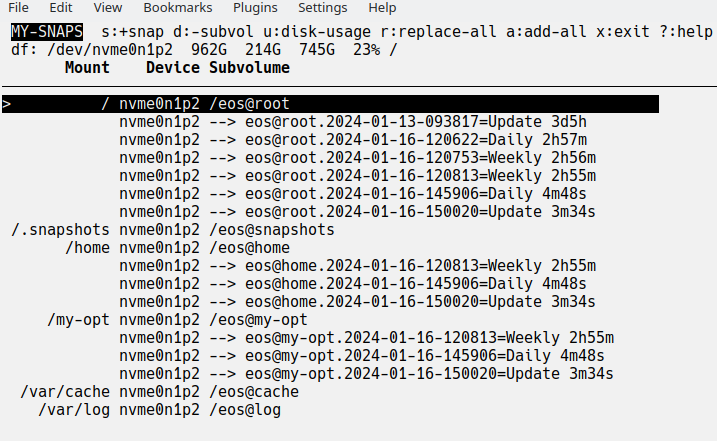 File Edit View Bookmarks Plugins Settings Help
MY-SNAPS s:+snap d:-subvol u:disk-usage r:replace-all a:add-all x:exit ?:help
df: /dev/nvme0n1p2 962G 214G 745G 23% /
Mount Device Subvolume
> / nvme0n1p2 /eos@root
nvme0n1p2 --> eos@root.2024-01-13-093817=Update 3d5h
nvme0n1p2 --> eos@root.2024-01-16-120622=Daily 2h57m
nvme0n1p2 --> eos@root.2024-01-16-120753=Weekly 2h56m
nvme0n1p2 --> eos@root.2024-01-16-120813=Weekly 2h55m
nvme0n1p2 --> eos@root.2024-01-16-145906=Daily 4m48s
nvme0n1p2 --> eos@root.2024-01-16-150020=Update 3m34s
/.snapshots nvme0n1p2 /eos@snapshots
/home nvme0n1p2 /eos@home
nvme0n1p2 --> eos@home.2024-01-16-120813=Weekly 2h55m
nvme0n1p2 --> eos@home.2024-01-16-145906=Daily 4m48s
nvme0n1p2 --> eos@home.2024-01-16-150020=Update 3m34s
/my-opt nvme0n1p2 /eos@my-opt
nvme0n1p2 --> eos@my-opt.2024-01-16-120813=Weekly 2h55m
nvme0n1p2 --> eos@my-opt.2024-01-16-145906=Daily 4m48s
nvme0n1p2 --> eos@my-opt.2024-01-16-150020=Update 3m34s
/var/cache nvme0n1p2 /eos@cache
/var/log nvme0n1p2 /eos@log